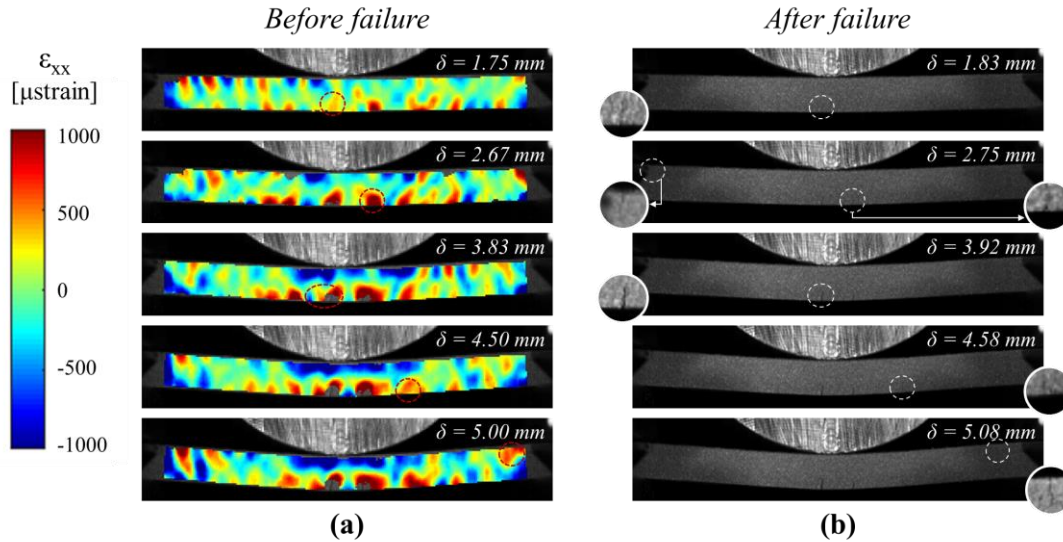 Before failure
After failure
εxx
[μstrain]
1000
500
0
-500
-1000
δ = 1.75 mm
δ = 1.83 mm
δ = 2.67 mm
δ = 2.75 mm
δ = 3.83 mm
δ = 3.92 mm
δ = 4.50 mm
δ = 4.58 mm
δ = 5.00 mm
δ = 5.08 mm
(a)
(b)